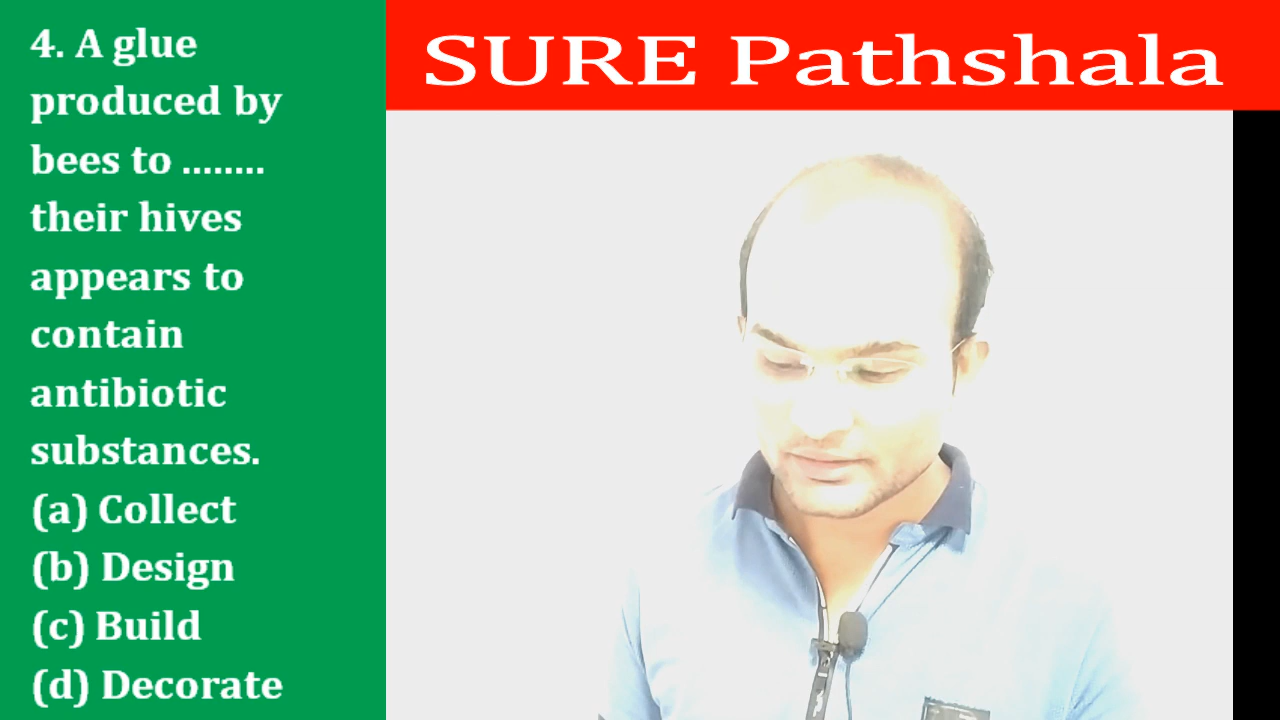 SURE Pathshala
4. A glue
produced by
bees to ........
their hives
appears to
contain
antibiotic
substances.
(a) Collect
(b) Design
(c) Build
(d) Decorate